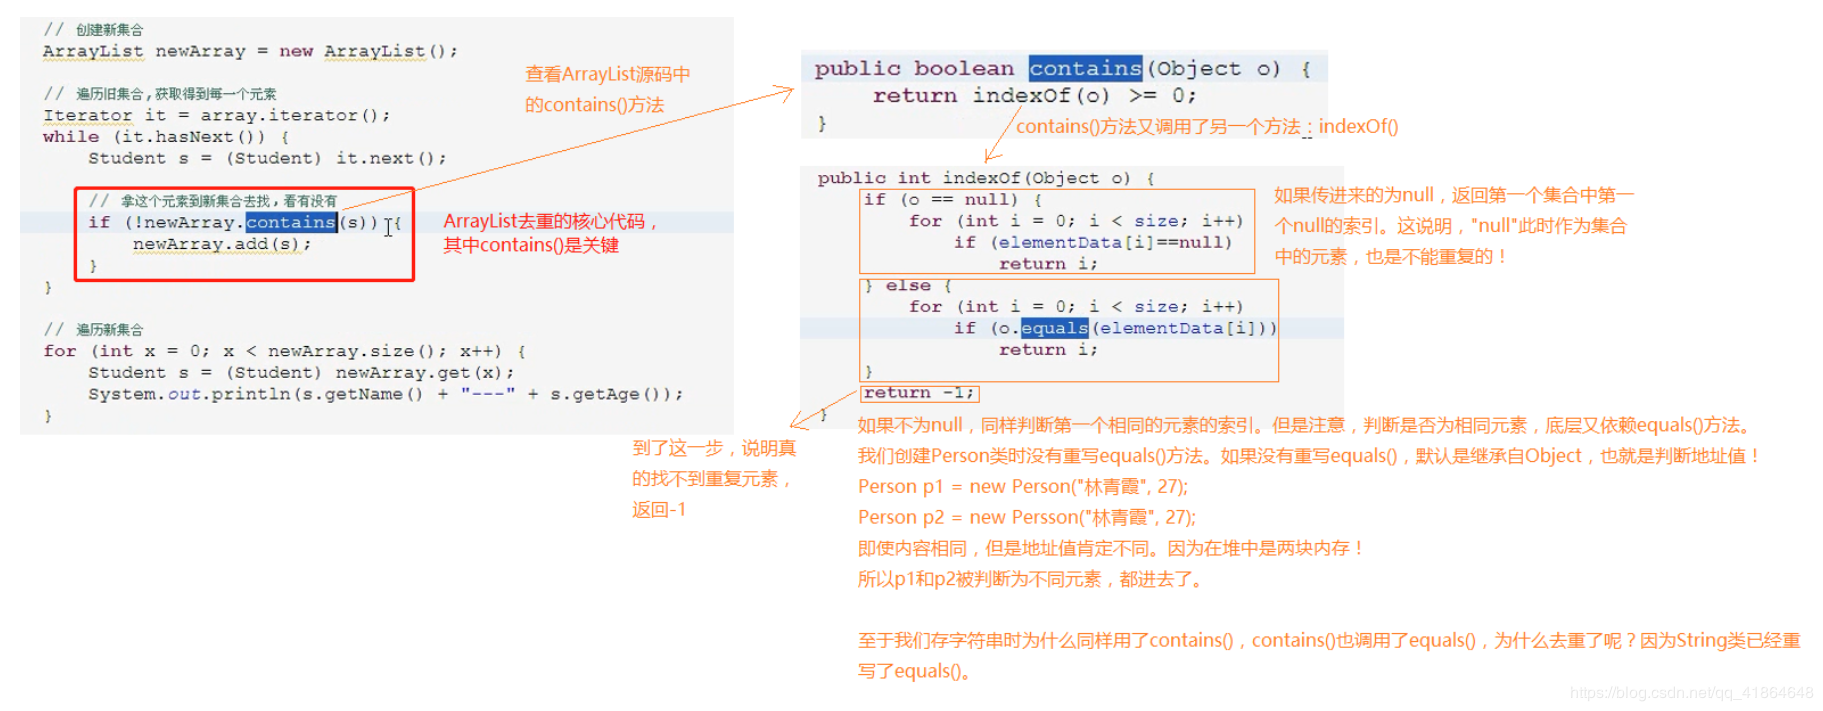 // 创建新集合
ArrayList newArray = new ArrayList();
// 遍历旧集合,获取得到每一个元素
Iterator it = array.iterator();
while (it.hasNext()) {
Student s = (Student) it.next();
// 拿这个元素到新集合去找,看有没有
if (!newArray.contains(s)) {
newArray.add(s);
}
}
// 遍历新集合
for (int x = 0; x < newArray.size(); x++) {
Student s = (Student) newArray.get(x);
System.out.println(s.getName() + "---" + s.getAge());
}
查看ArrayList源码中
的contains()方法
ArrayList去重的核心代码，
其中contains()是关键
public boolean contains(Object o) {
return indexOf(o) >= 0;
}
contains()方法又调用了另一个方法：indexOf()
public int indexOf(Object o) {
if (o == null) {
for (int i = 0; i < size; i++)
if (elementData[i]==null)
return i;
} else {
for (int i = 0; i < size; i++)
if (o.equals(elementData[i]))
return i;
}
return -1;
}
如果传进来的为null，返回第一个集合中第一
个null的索引。这说明，"null"此时作为集合
中的元素，也是不能重复的！
到了这一步，说明真
的找不到重复元素，
返回-1
如果不为null，同样判断第一个相同的元素的索引。但是注意，判断是否为相同元素，底层又依赖equals()方法。
我们创建Person类时没有重写equals()方法。如果没有重写equals()，默认是继承自Object，也就是判断地址值！
Person p1 = new Person("林青霞", 27);
Person p2 = new Persson("林青霞", 27);
即使内容相同，但是地址值肯定不同。因为在堆中是两块内存！
所以p1和p2被判断为不同元素，都进去了。
至于我们存字符串时为什么同样用了contains()，contains()也调用了equals()，为什么去重了呢？因为String类已经重
写了equals()。
https://blog.csdn.net/qq_41864648